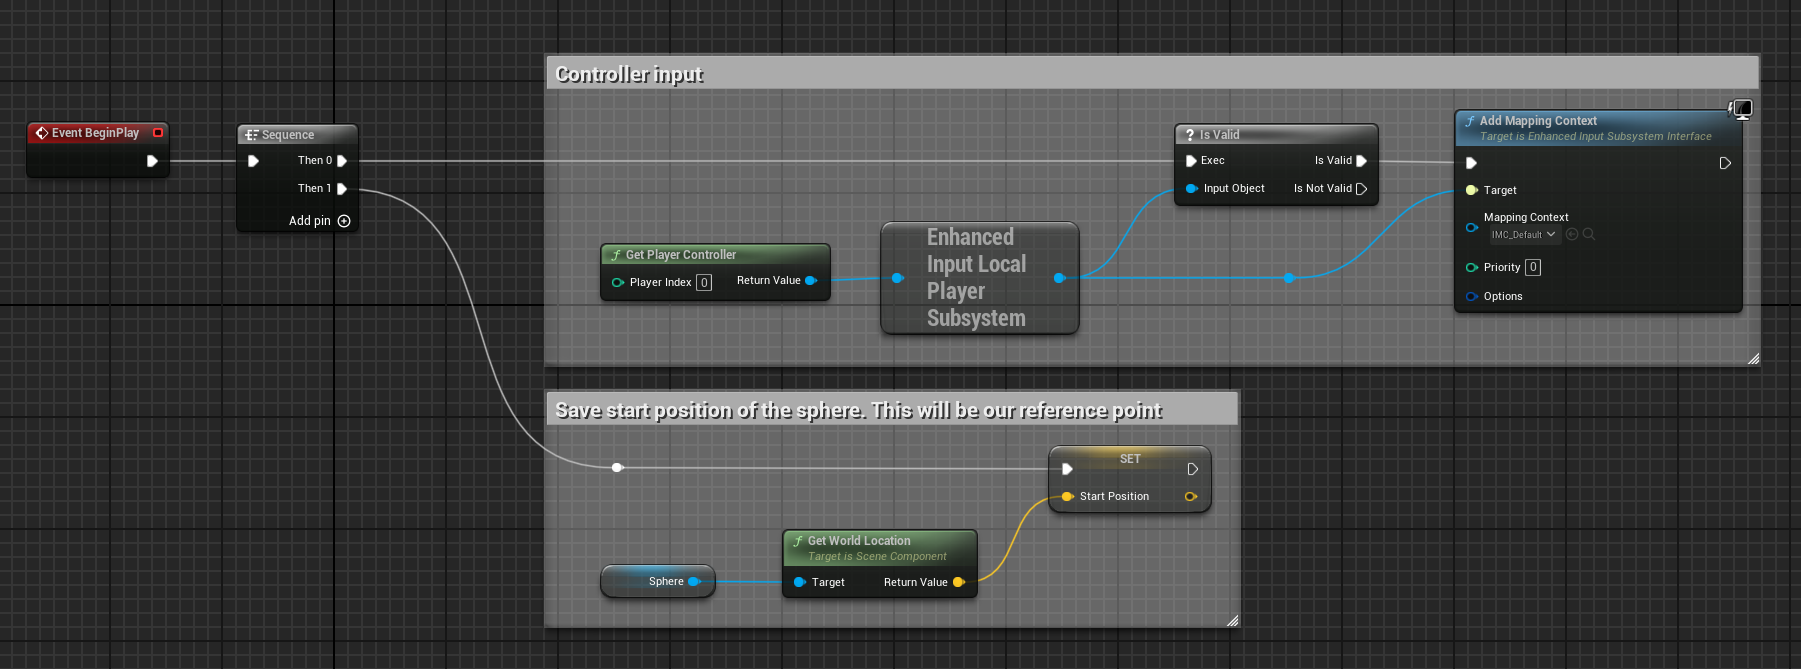 Controller input
Event BeginPlay
Sequence
Then 0
Then 1
Add pin
Get Player Controller
Player Index 0
Return Value
Enhanced
Input Local
Player
Subsystem
? Is Valid
Exec
Is Valid
Input Object
Is Not Valid
f Add Mapping Context
Target is Enhanced Input Subsystem Interface
Target
Mapping Context
IMC_Default
Priority 0
Options
Save start position of the sphere. This will be our reference point
SET
Start Position
f Get World Location
Target is Scene Component
Sphere
Target
Return Value